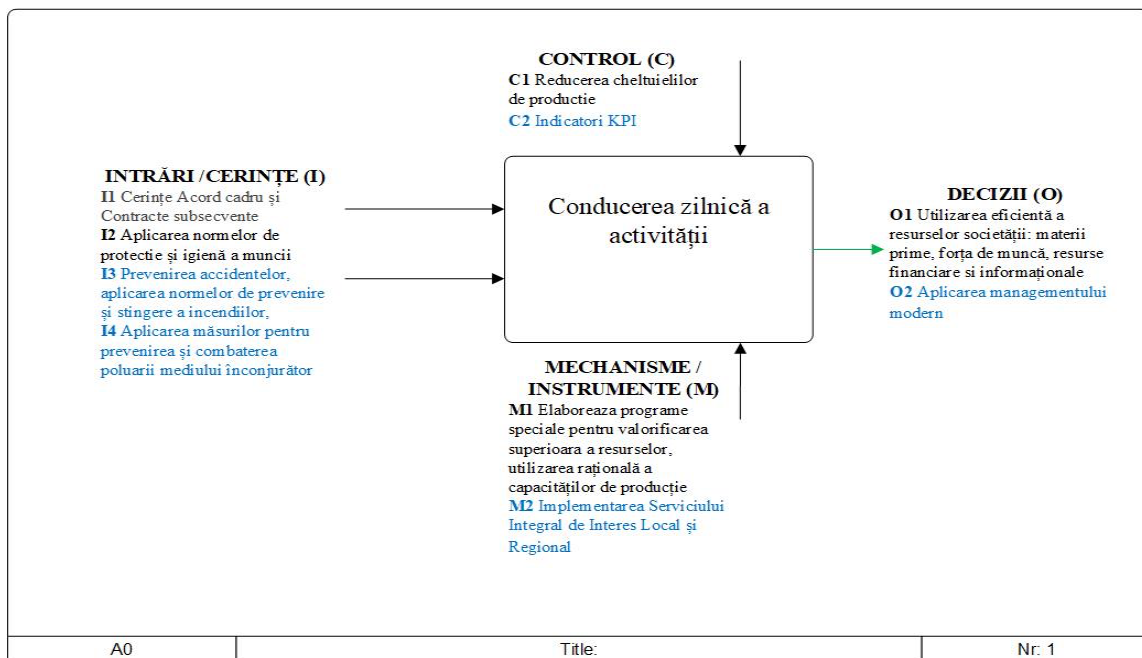 CONTROL (C)
C1 Reducerea cheltuielilor
de productie
C2 Indicatori KPI
INTRĂRI /CERINȚE (I)
I1 Cerințe Acord cadru și
Contracte subsecvente
I2 Aplicarea normelor de
protectie și igienă a muncii
I3 Prevenirea accidentelor,
aplicarea normelor de prevenire
și stingere a incendiilor,
I4 Aplicarea măsurilor pentru
prevenirea și combaterea
poluarii mediului înconjurător
Conducerea zilnică a
activității
DECIZII (O)
O1 Utilizarea eficientă a
resurselor societății: materii
prime, forța de muncă, resurse
financiare si informaționale
O2 Aplicarea managementului
modern
MECHANISME /
INSTRUMENTE (M)
M1 Elaboreaza programe
speciale pentru valorificarea
superioara a resurselor,
utilizarea rațională a
capacităților de producție
M2 Implementarea Serviciului
Integral de Interes Local și
Regional
A0
Title:
Nr: 1